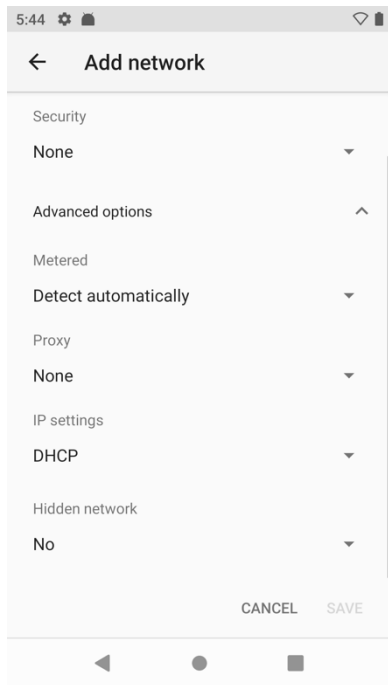 5:44
Add network
Security
None
Advanced options
Metered
Detect automatically
Proxy
None
IP settings
DHCP
Hidden network
No
CANCEL SAVE